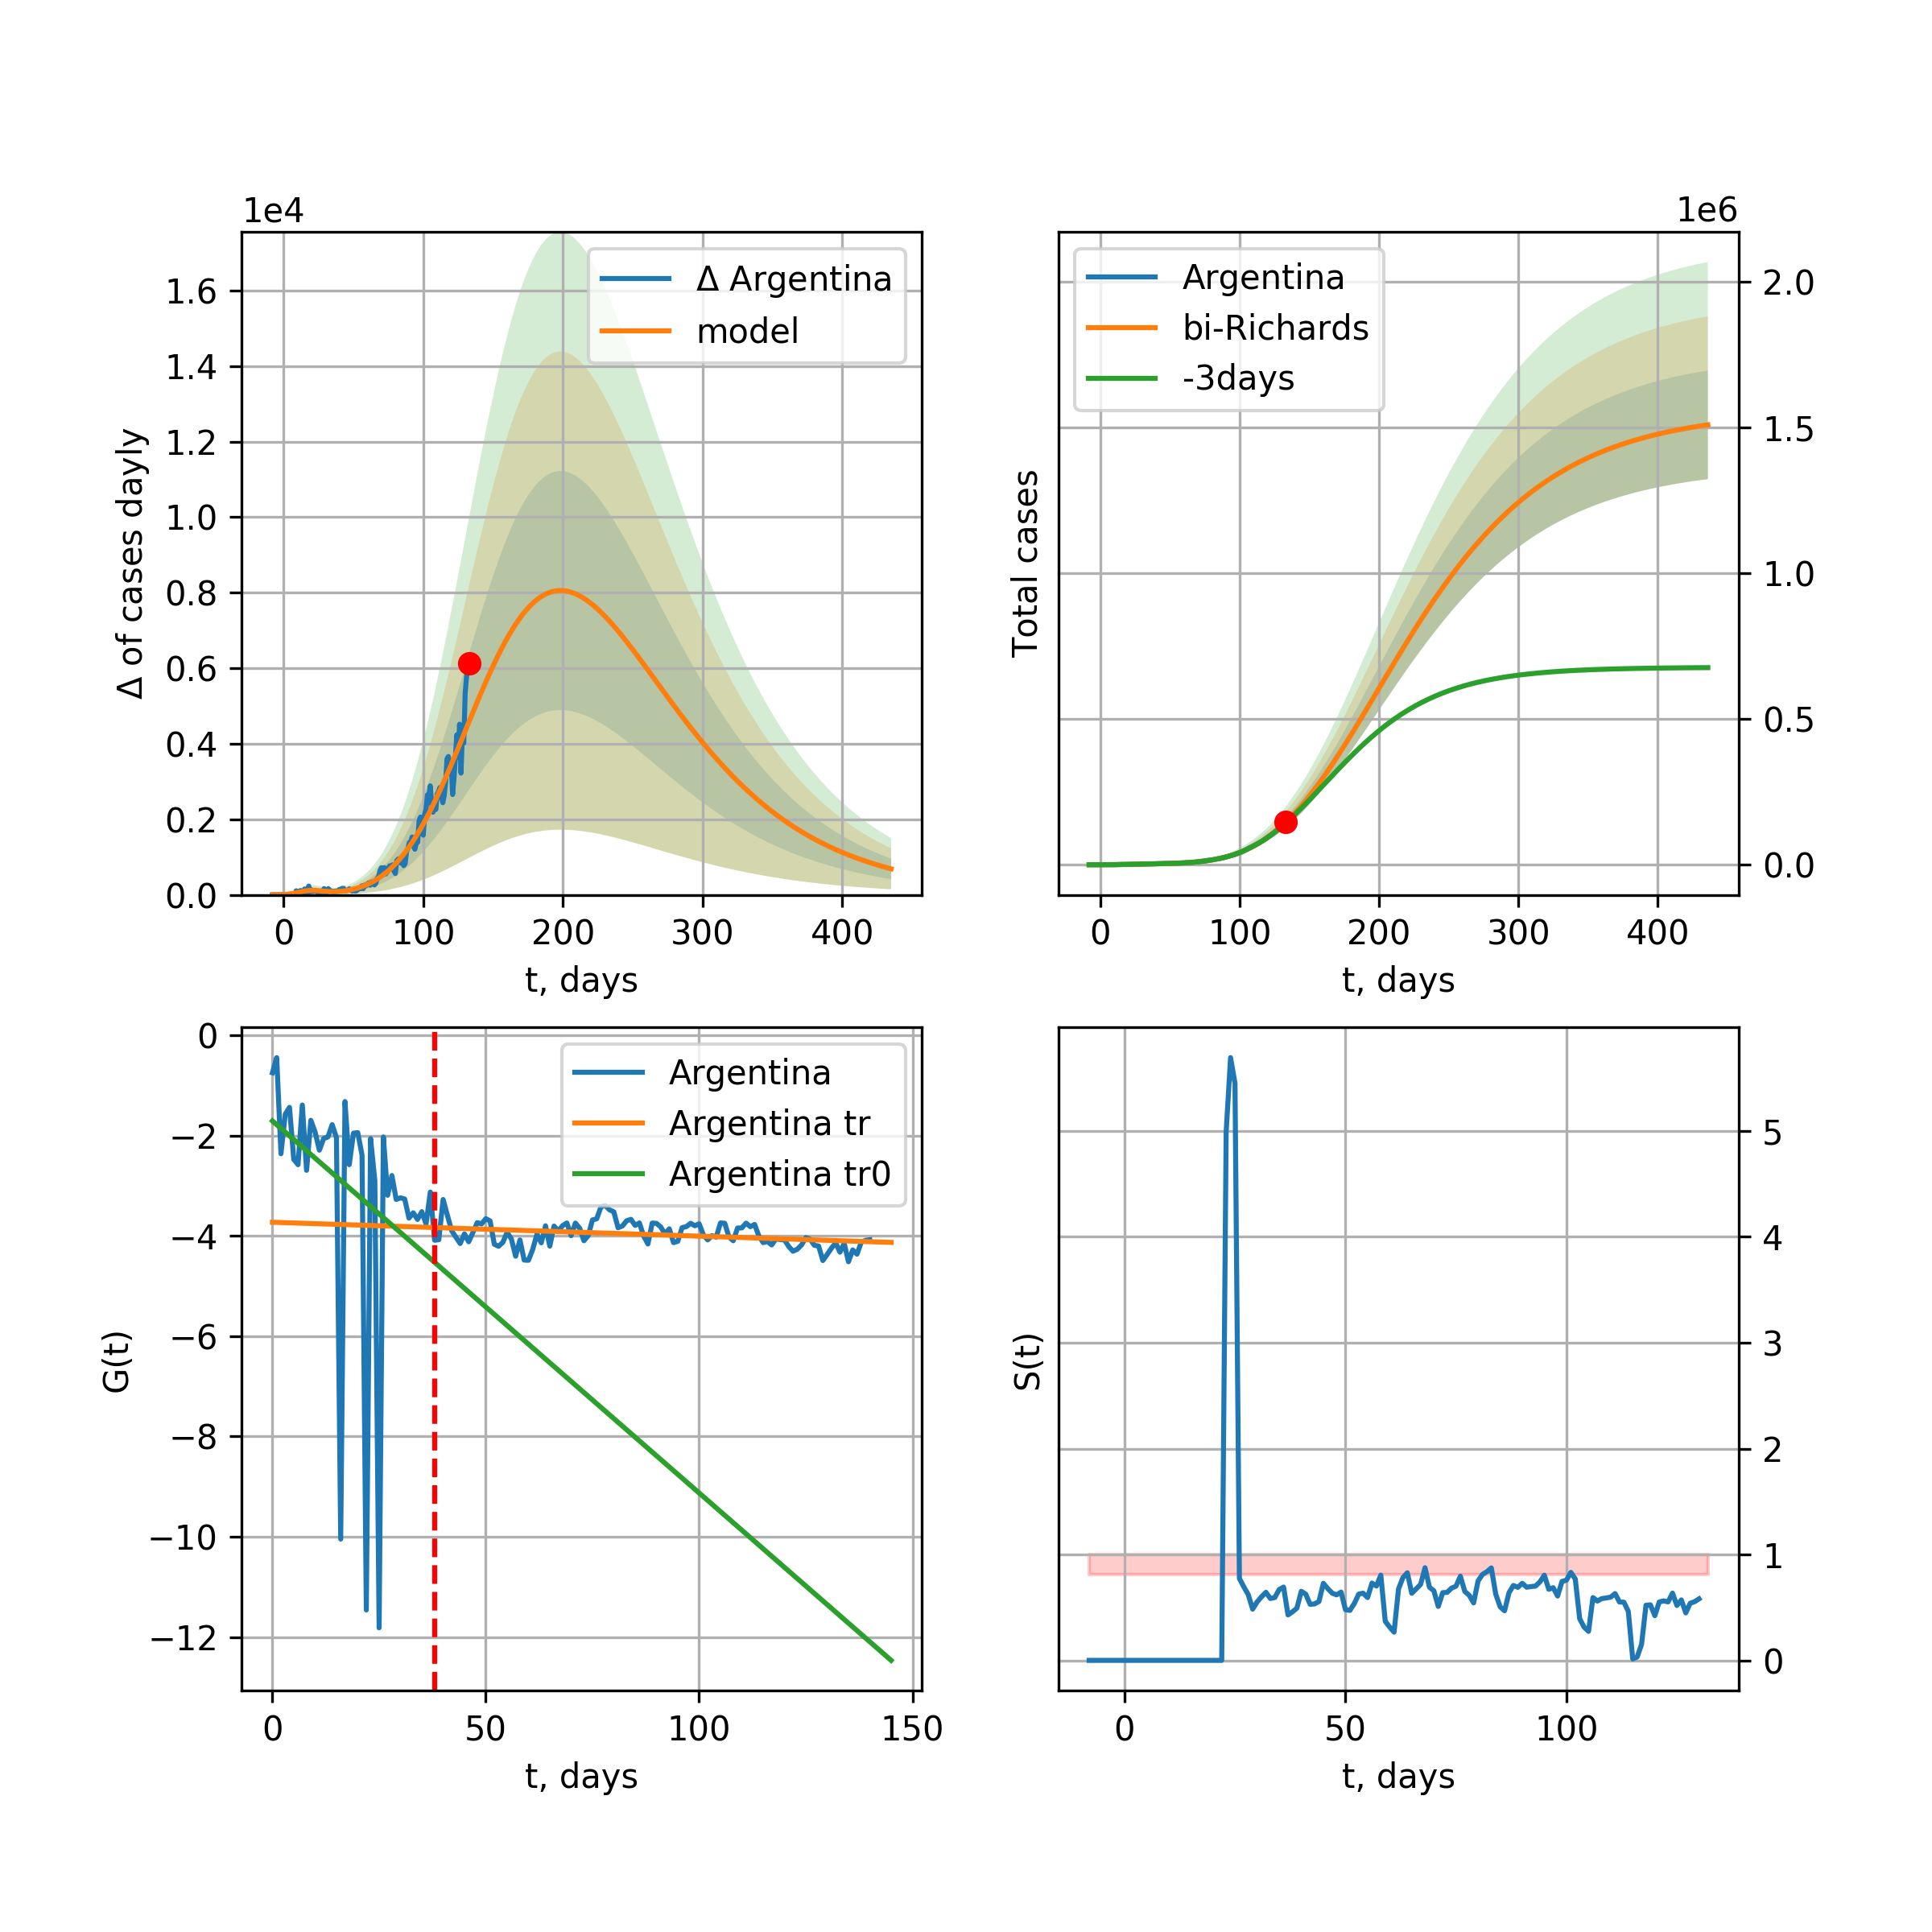 1e4
Δ of cases dayly
1.6
1.4
1.2
1.0
0.8
0.6
0.4
0.2
0.0
Δ Argentina
model
0 100 200 300 400
t, days
1e6
Total cases
Argentina
bi-Richards
-3days
2.0
1.5
1.0
0.5
0.0
0 100 200 300 400
t, days
G(t)
0
−2
−4
−6
−8
−10
−12
Argentina
Argentina tr
Argentina tr0
0 50 100 150
t, days
S(t)
5
4
3
2
1
0
0 50 100
t, days